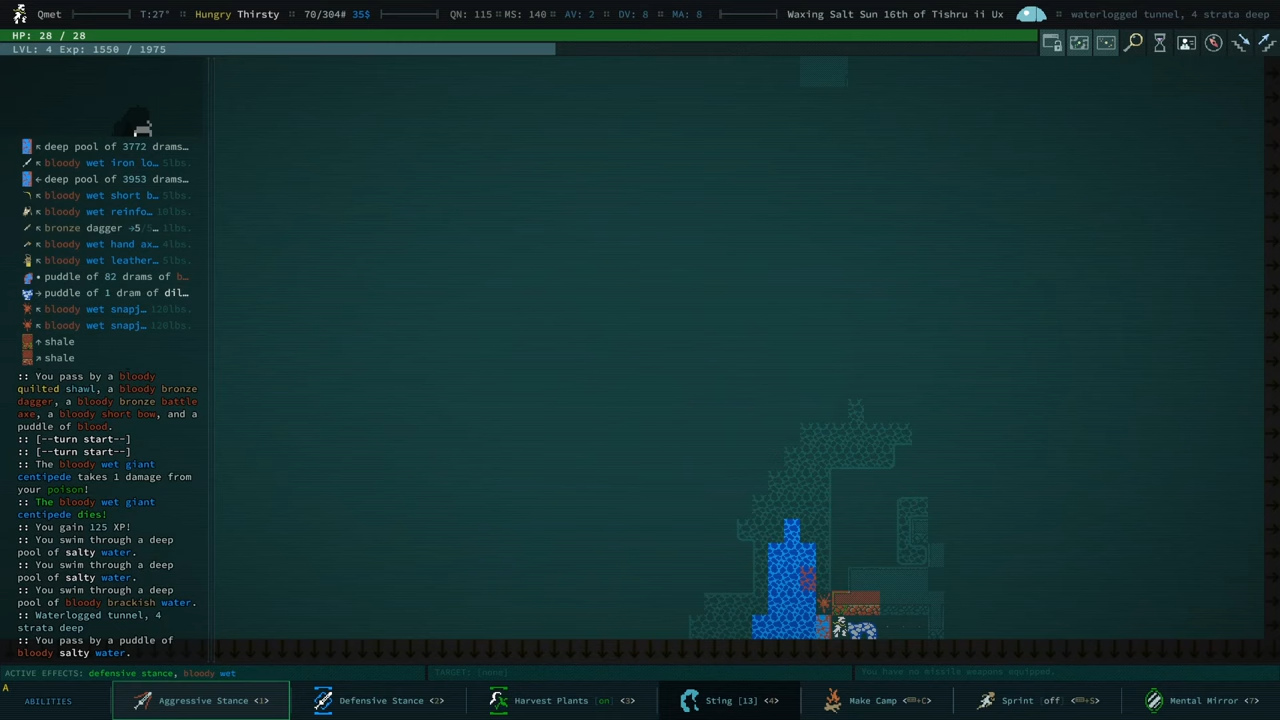 Qmet T:27° Hungry Thirsty :: 70/304# 35$ QN: 115 :: MS: 140 :: AV: 2 :: DV: 8 :: MA: 8 Waxing Salt Sun 16th of Tishru ii Ux :: waterlogged tunnel, 4 strata deep
HP: 28 / 28
LVL: 4 Exp: 1550 / 1975
deep pool of 3772 drams…
bloody wet iron lo… 5lbs.
deep pool of 3953 drams…
bloody wet short b… 5lbs.
bloody wet reinfo… 10lbs.
bronze dagger →5 … 1lbs.
bloody wet hand ax… 4lbs.
bloody wet leather… 5lbs.
puddle of 82 drams of b…
puddle of 1 dram of dil…
bloody wet snapj… 120lbs.
bloody wet snapj… 120lbs.
shale
shale
:: You pass by a bloody
quilted shawl, a bloody bronze
dagger, a bloody bronze battle
axe, a bloody short bow, and a
puddle of blood.
:: [--turn start--]
:: [--turn start--]
:: The bloody wet giant
centipede takes 1 damage from
your poison!
:: The bloody wet giant
centipede dies!
:: You gain 125 XP!
:: You swim through a deep
pool of salty water.
:: You swim through a deep
pool of salty water.
:: You swim through a deep
pool of bloody brackish water.
:: Waterlogged tunnel, 4
strata deep
:: You pass by a puddle of
bloody salty water.
ACTIVE EFFECTS: defensive stance, bloody wet TARGET: [none] You have no missile weapons equipped.
A
ABILITIES Aggressive Stance <1> Defensive Stance <2> Harvest Plants [on] <3> Sting [13] <4> Make Camp +C> Sprint [off] +S> Mental Mirror <7>